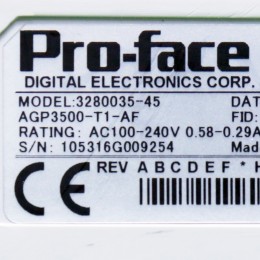 Pro-face
DIGITAL ELECTRONICS CORP.
MODEL:3280035-45 DAT
AGP3500-T1-AF FID:
RATING: AC100-240V 0.58-0.29A
S/N: 105316G009254 Mad
CE REV A B C D E F * H